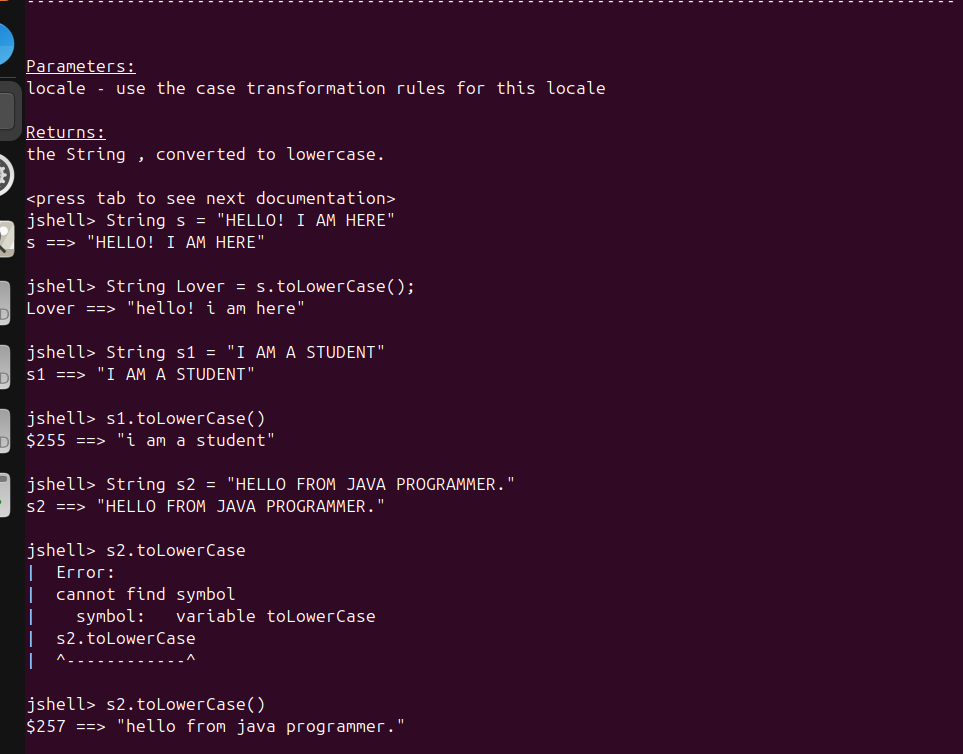 Parameters:
locale - use the case transformation rules for this locale
Returns:
the String , converted to lowercase.
<press tab to see next documentation>
jshell> String s = "HELLO! I AM HERE"
s ==> "HELLO! I AM HERE"
jshell> String Lover = s.toLowerCase();
Lover ==> "hello! i am here"
jshell> String s1 = "I AM A STUDENT"
s1 ==> "I AM A STUDENT"
jshell> s1.toLowerCase()
$255 ==> "i am a student"
jshell> String s2 = "HELLO FROM JAVA PROGRAMMER."
s2 ==> "HELLO FROM JAVA PROGRAMMER."
jshell> s2.toLowerCase
|  Error:
|  cannot find symbol
|    symbol:   variable toLowerCase
|  s2.toLowerCase
|  ^------------^
jshell> s2.toLowerCase()
$257 ==> "hello from java programmer."